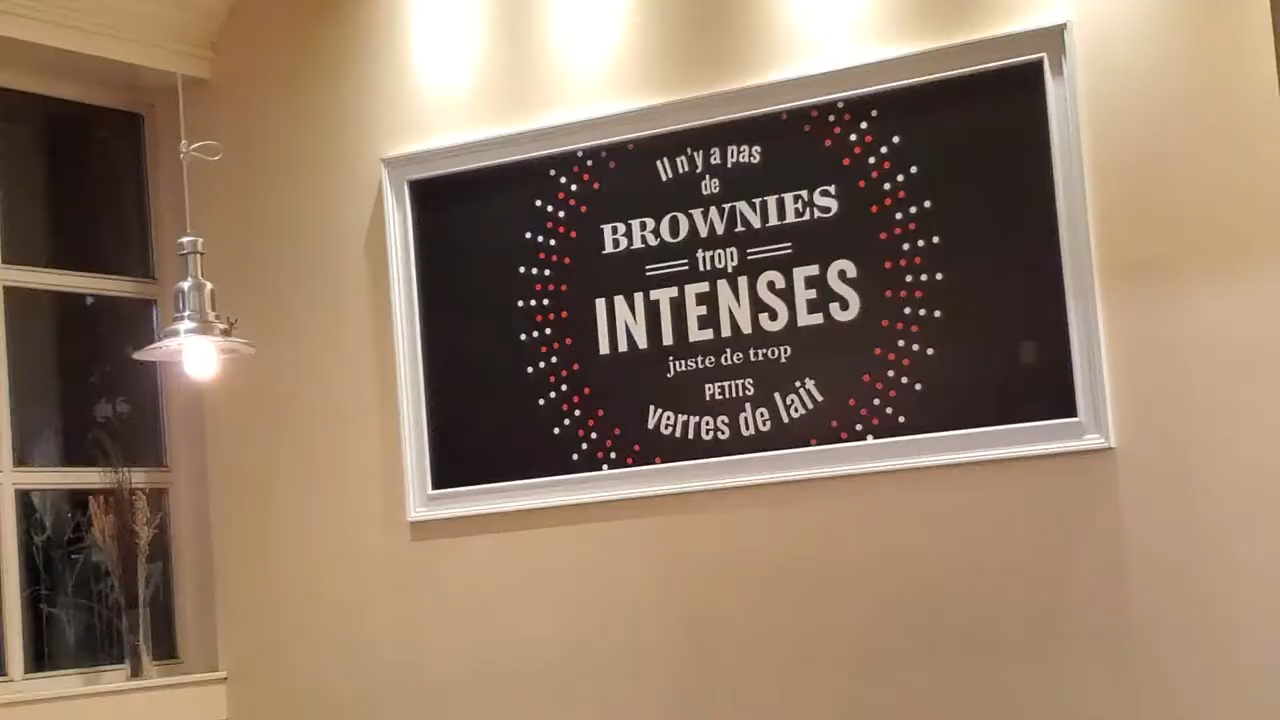 Il n'y a pas
de
BROWNIES
trop
INTENSES
juste de trop
PETITS
verres de lait